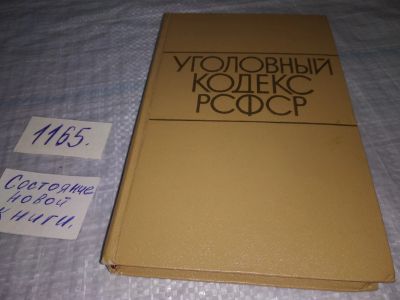 УГОЛОВНЫЙ
КОДЕКС
РСФСР
1165.
Состояние
новой
книги.